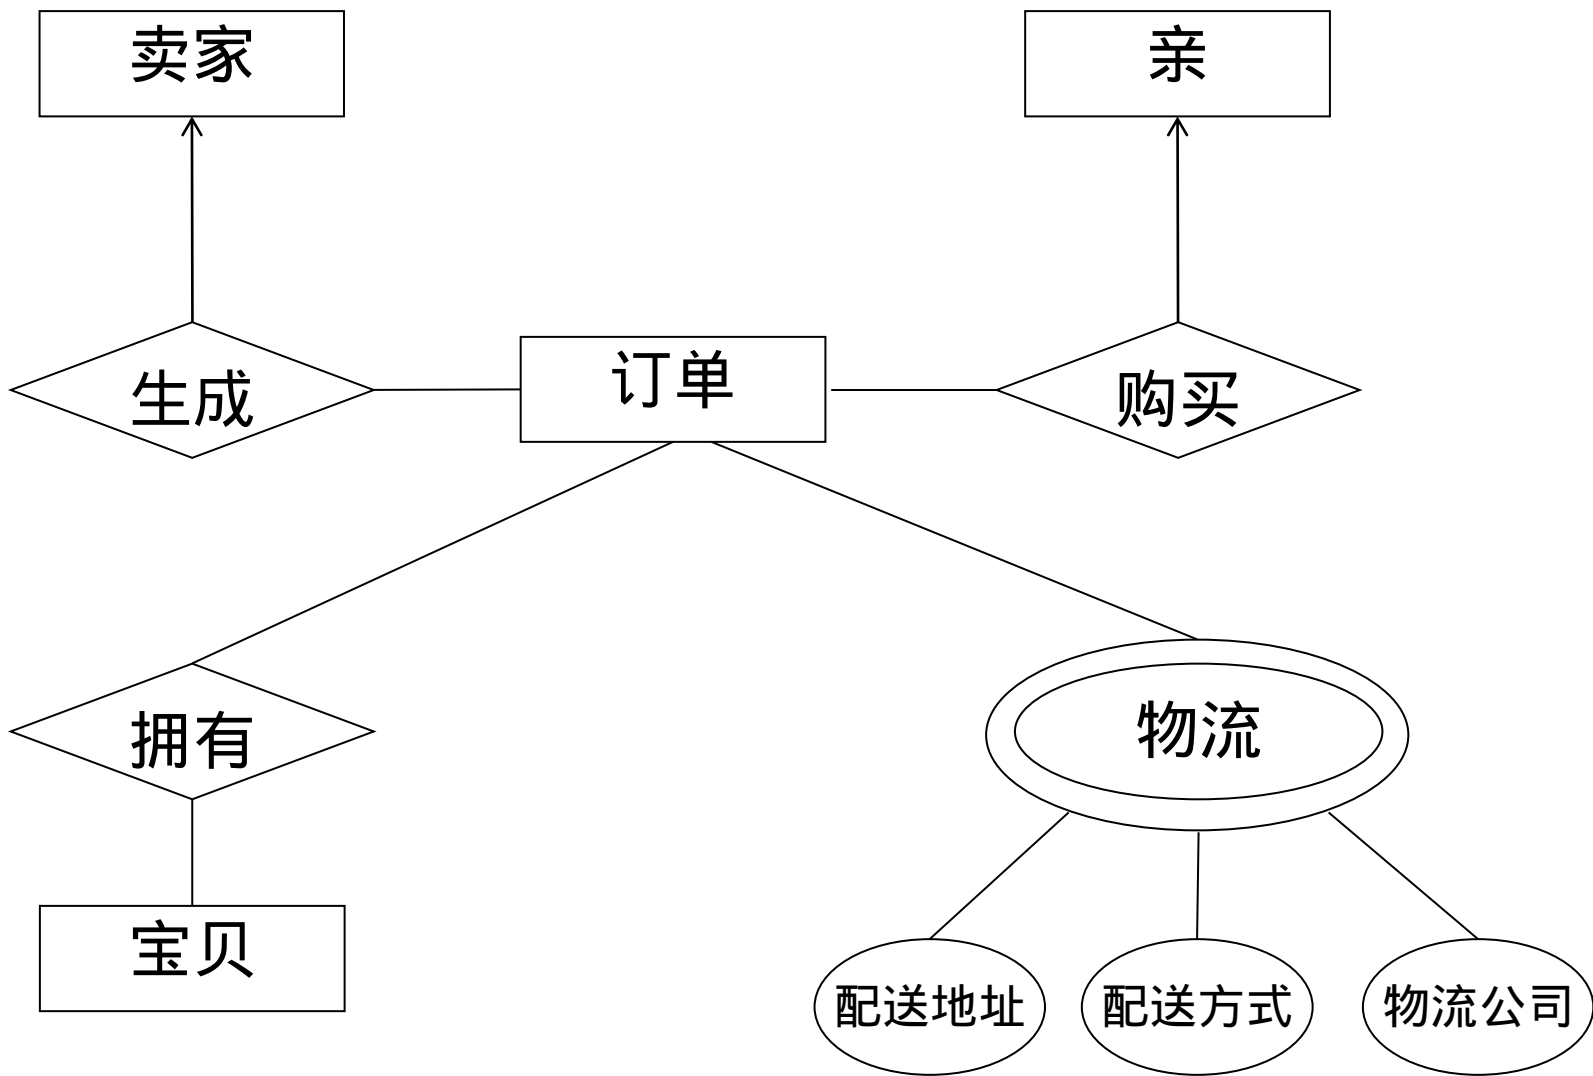 卖家
亲
生成
订单
购买
拥有
物流
宝贝
配送地址
配送方式
物流公司